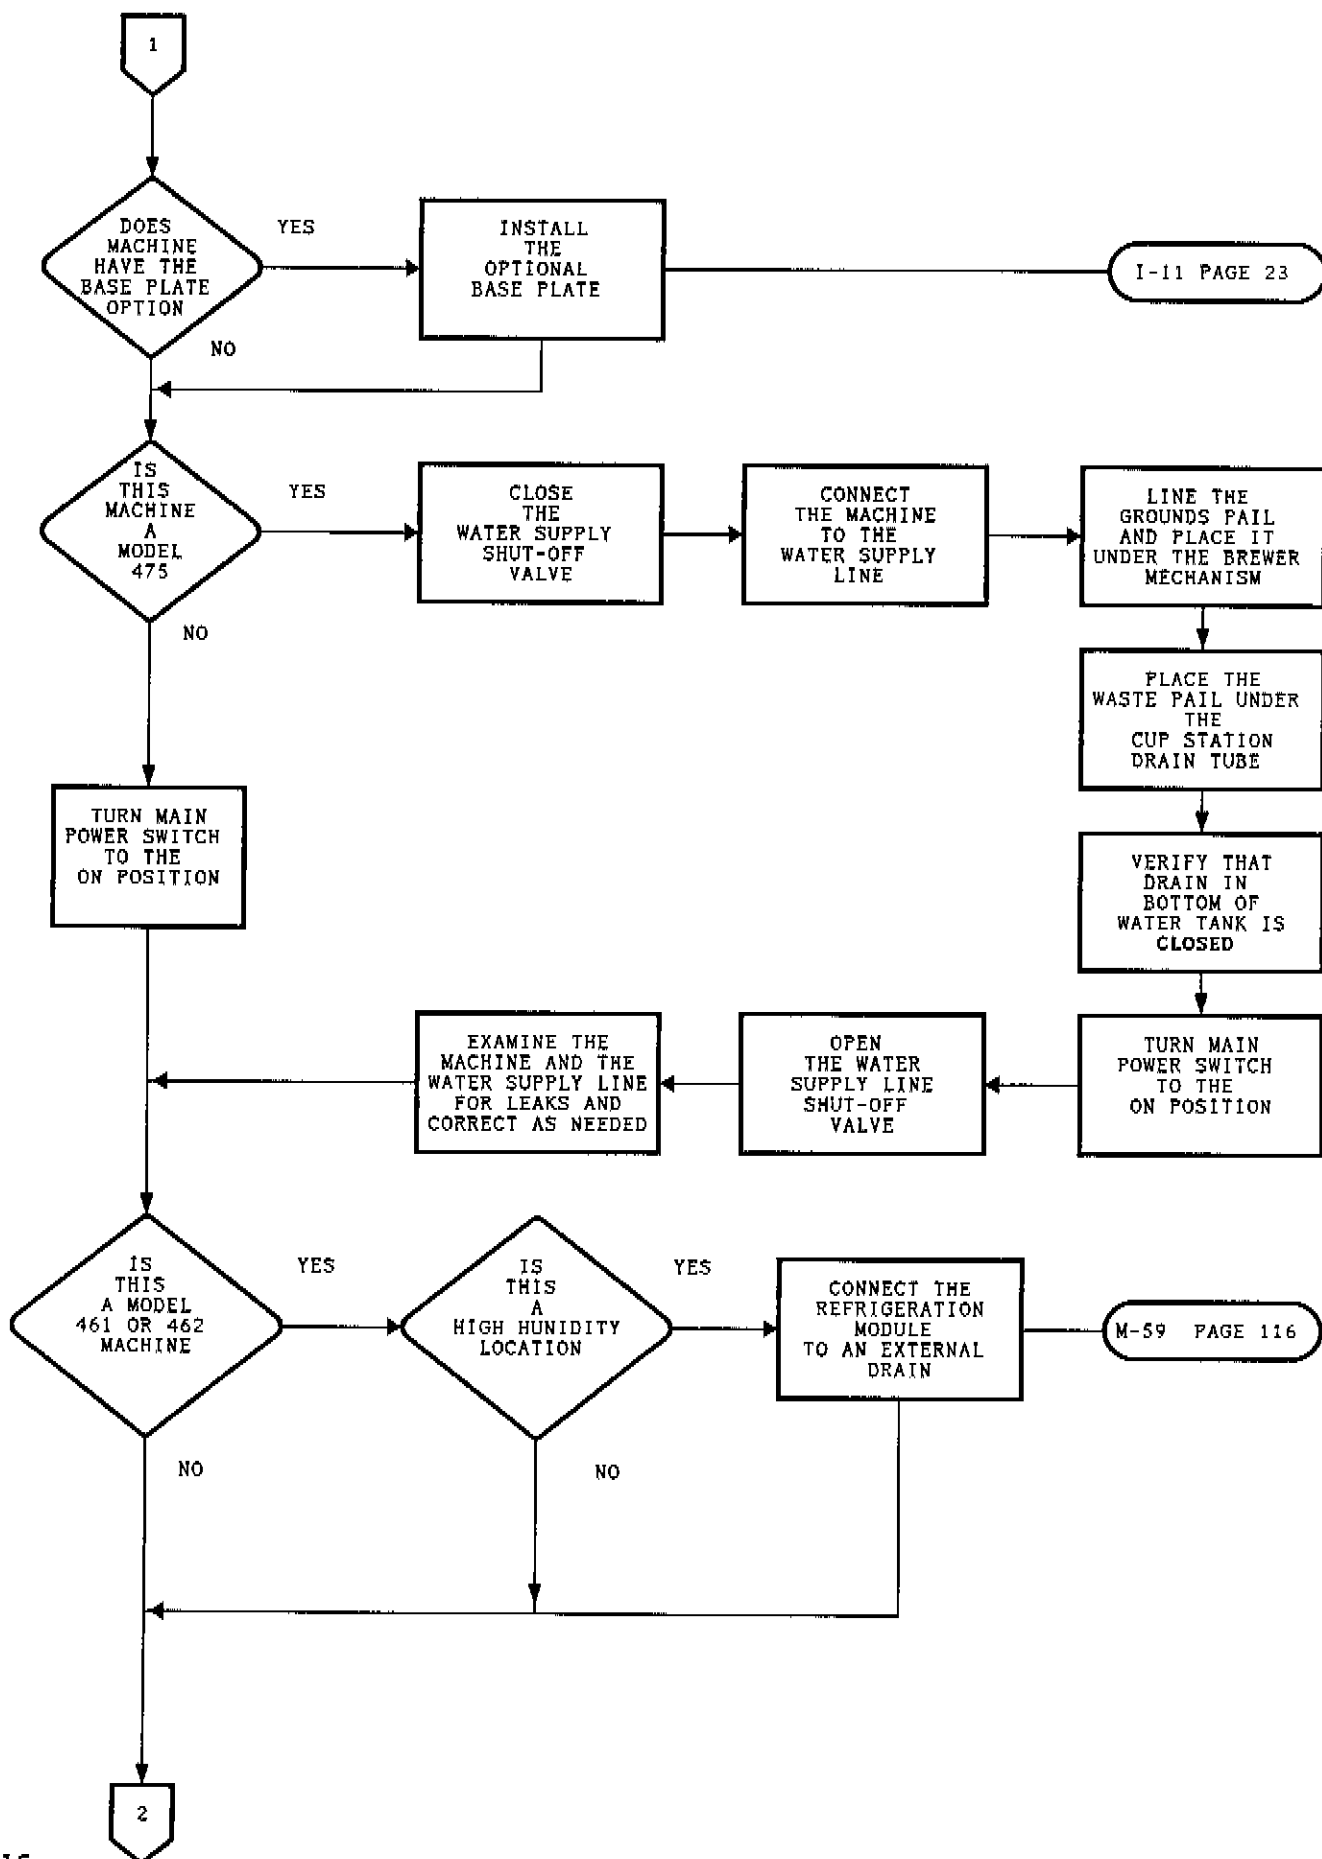 1
DOES
MACHINE
HAVE THE
BASE PLATE
OPTION
YES
NO
INSTALL
THE
OPTIONAL
BASE PLATE
I-11 PAGE 23
IS
THIS
MACHINE
A
MODEL
475
YES
NO
CLOSE
THE
WATER SUPPLY
SHUT-OFF
VALVE
CONNECT
THE MACHINE
TO THE
WATER SUPPLY
LINE
LINE THE
GROUNDS PAIL
AND PLACE IT
UNDER THE BREWER
MECHANISM
PLACE THE
WASTE PAIL UNDER
THE
CUP STATION
DRAIN TUBE
VERIFY THAT
DRAIN IN
BOTTOM OF
WATER TANK IS
CLOSED
TURN MAIN
POWER SWITCH
TO THE
ON POSITION
OPEN
THE WATER
SUPPLY LINE
SHUT-OFF
VALVE
EXAMINE THE
MACHINE AND THE
WATER SUPPLY LINE
FOR LEAKS AND
CORRECT AS NEEDED
TURN MAIN
POWER SWITCH
TO THE
ON POSITION
IS
THIS
A MODEL
461 OR 462
MACHINE
YES
NO
IS
THIS
A
HIGH HUNIDITY
LOCATION
YES
NO
CONNECT THE
REFRIGERATION
MODULE
TO AN EXTERNAL
DRAIN
M-59 PAGE 116
2